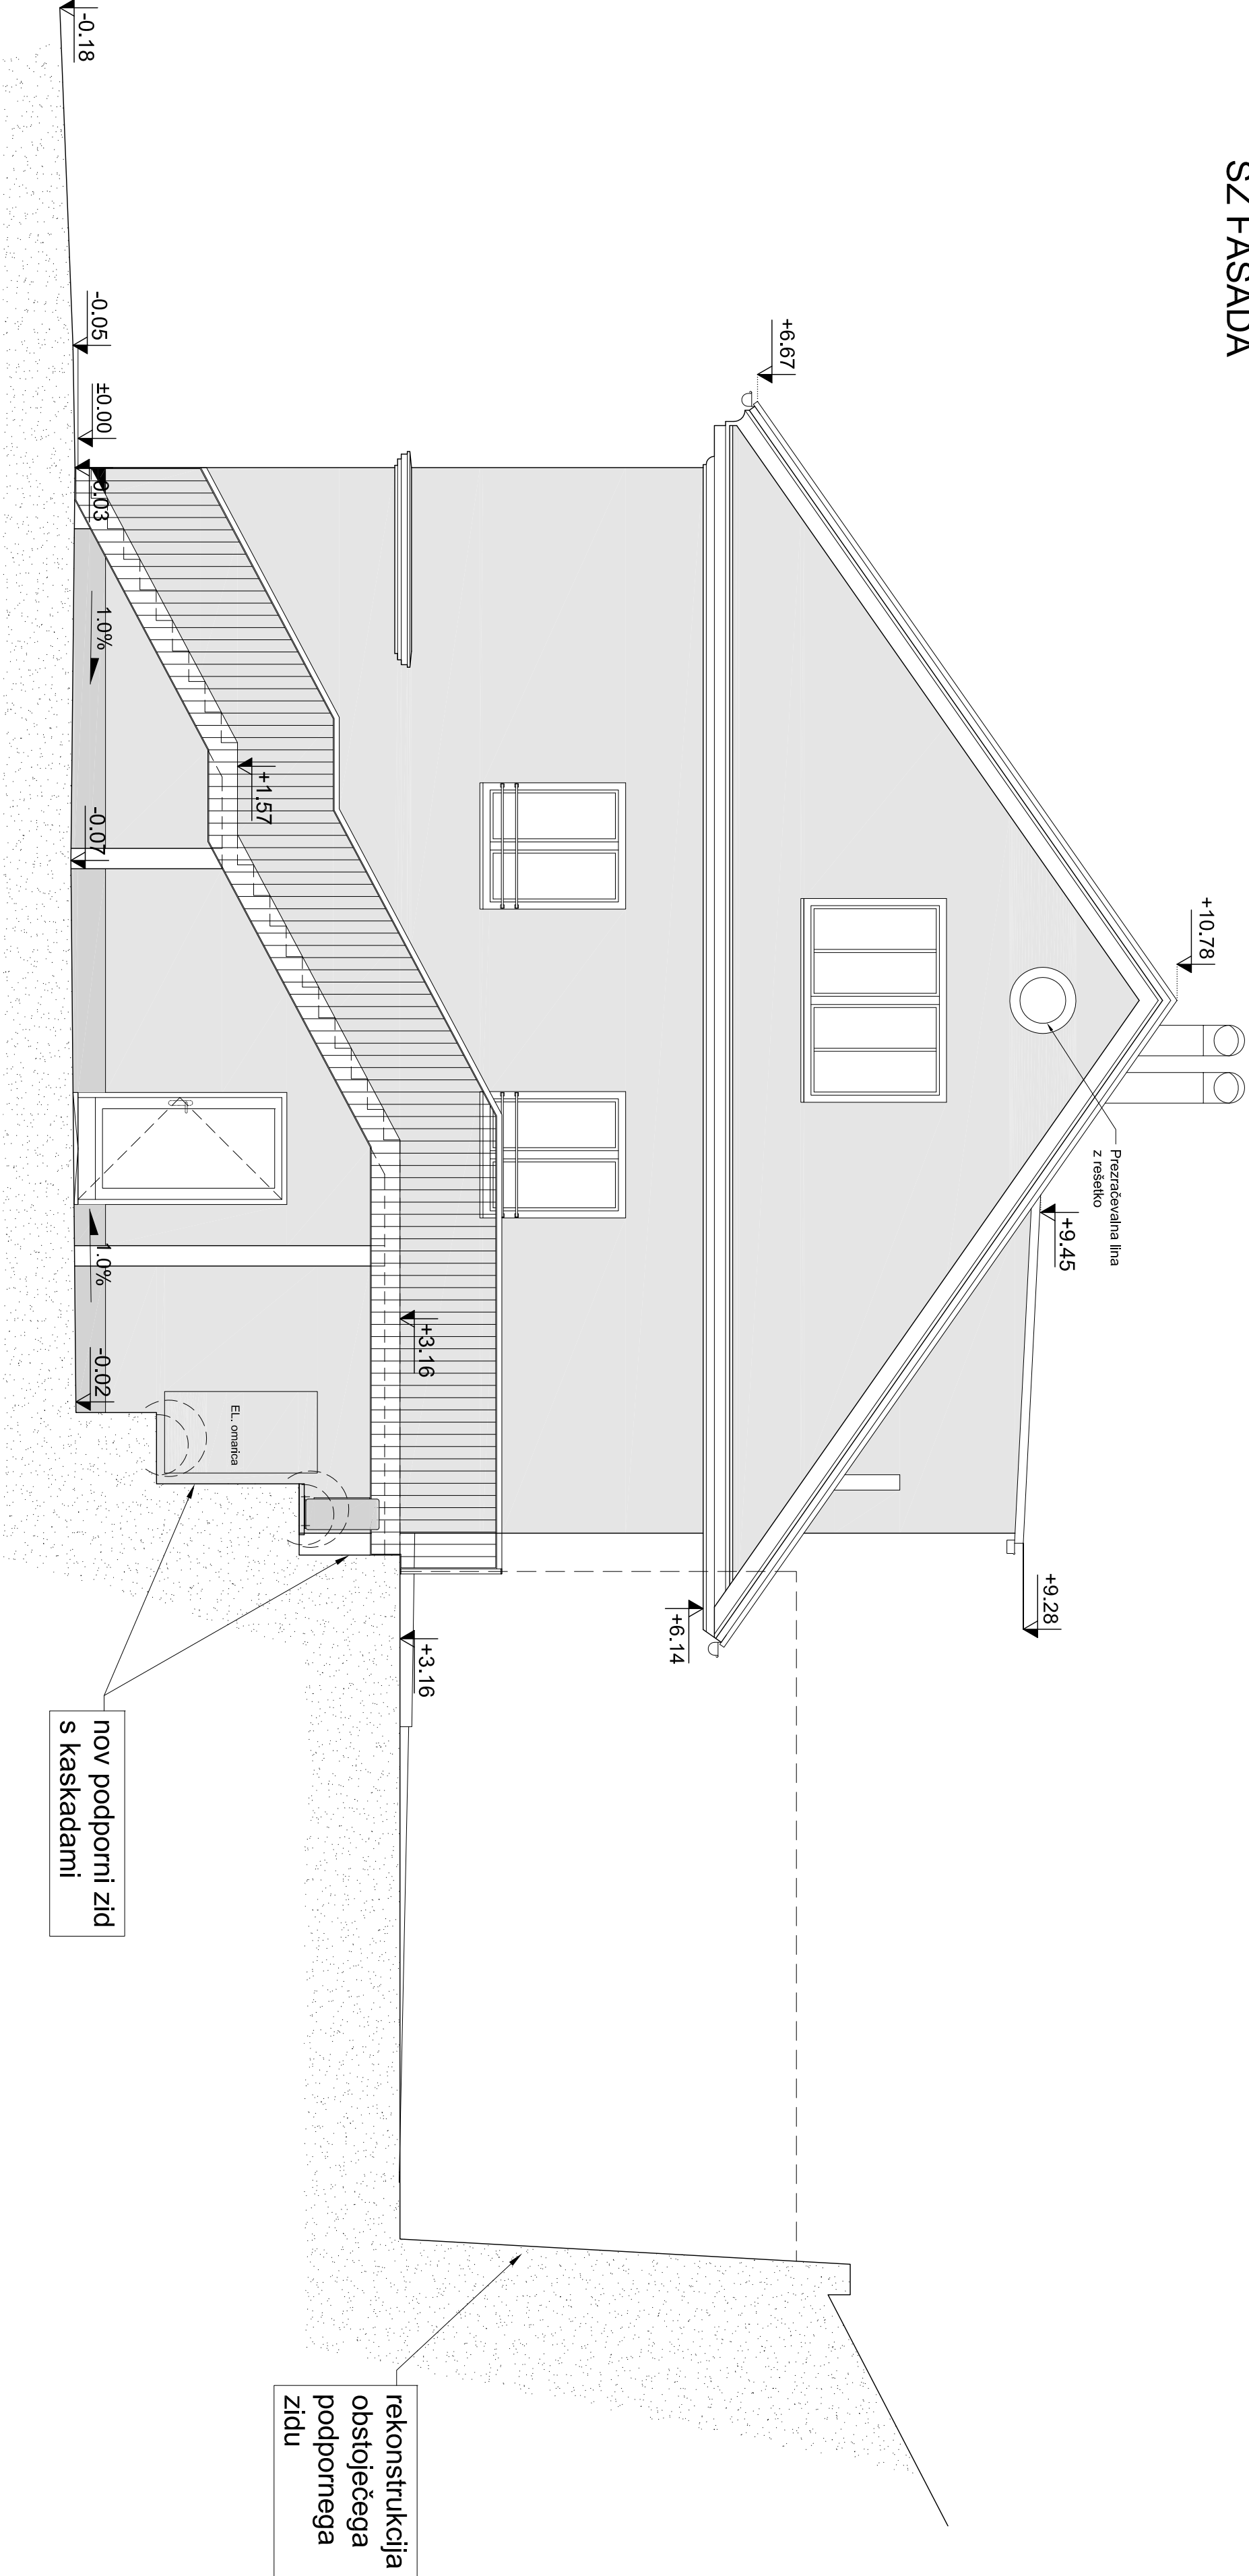 SZ FASADA
+10.78
Prezračevalna lina
z rešetko
+9.45
+9.28
+6.67
+6.14
+3.16
+3.16
+1.57
EL. omarica
-0.18
-0.05
±0.00
-0.03
1.0%
-0.07
1.0%
-0.02
nov podporni zid
s kaskadami
rekonstrukcija
obstoječega
podpornega
zidu